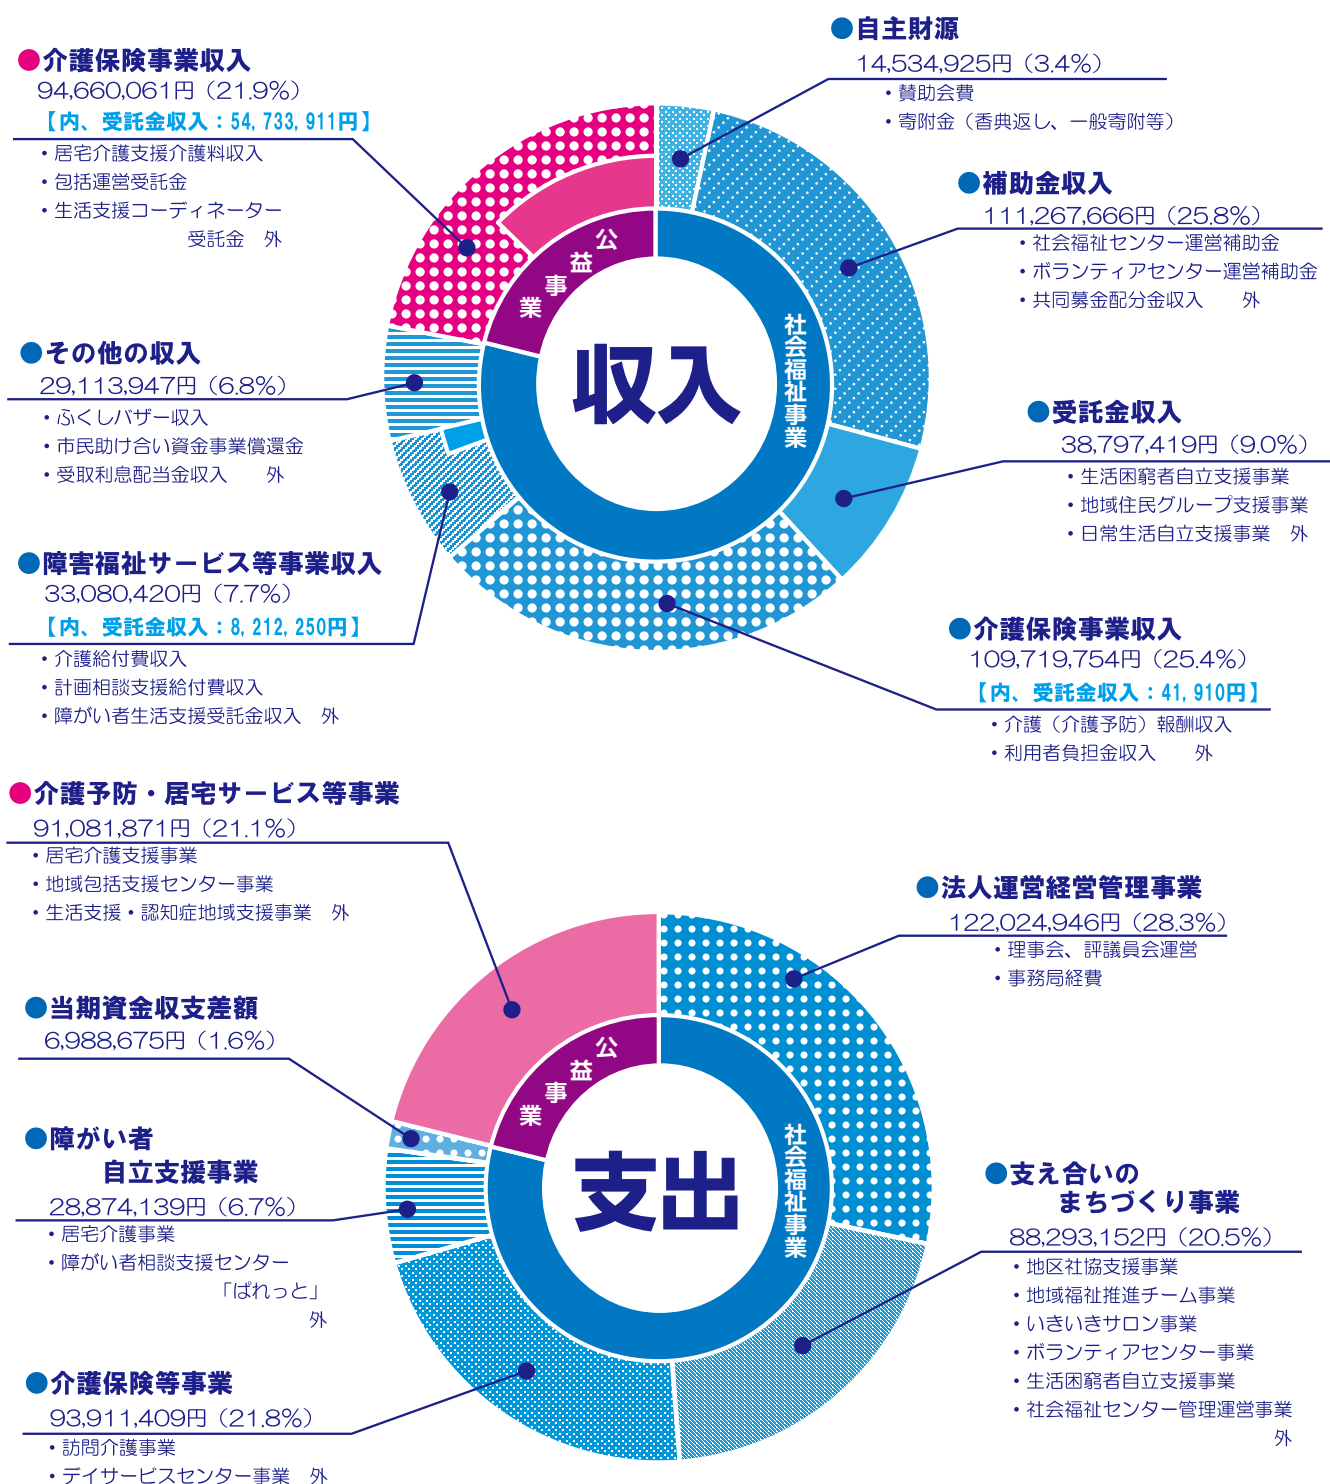 ●自主財源
14,534,925円（3.4％）
・賛助会費
・寄附金（香典返し、一般寄附等）
●補助金収入
111,267,666円（25.8％）
・社会福祉センター運営補助金
・ボランティアセンター運営補助金
・共同募金配分金収入　外
●受託金収入
38,797,419円（9.0％）
・生活困窮者自立支援事業
・地域住民グループ支援事業
・日常生活自立支援事業　外
●介護保険事業収入
109,719,754円（25.4％）
【内、受託金収入：41,910円】
・介護（介護予防）報酬収入
・利用者負担金収入　外
●介護保険事業収入
94,660,061円（21.9％）
【内、受託金収入：54,733,911円】
・居宅介護支援介護料収入
・包括運営受託金
・生活支援コーディネーター
受託金　外
●その他の収入
29,113,947円（6.8％）
・ふくしバザー収入
・市民助け合い資金事業償還金
・受取利息配当金収入　外
●障害福祉サービス等事業収入
33,080,420円（7.7％）
【内、受託金収入：8,212,250円】
・介護給付費収入
・計画相談支援給付費収入
・障がい者生活支援受託金収入　外
公益事業
社会福祉事業
収入
●介護予防・居宅サービス等事業
91,081,871円（21.1％）
・居宅介護支援事業
・地域包括支援センター事業
・生活支援・認知症地域支援事業　外
●当期資金収支差額
6,988,675円（1.6％）
●障がい者
自立支援事業
28,874,139円（6.7％）
・居宅介護事業
・障がい者相談支援センター
「ぱれっと」
外
●介護保険等事業
93,911,409円（21.8％）
・訪問介護事業
・デイサービスセンター事業　外
●法人運営経営管理事業
122,024,946円（28.3％）
・理事会、評議員会運営
・事務局経費
●支え合いの
まちづくり事業
88,293,152円（20.5％）
・地区社協支援事業
・地域福祉推進チーム事業
・いきいきサロン事業
・ボランティアセンター事業
・生活困窮者自立支援事業
・社会福祉センター管理運営事業
外
公益事業
社会福祉事業
支出